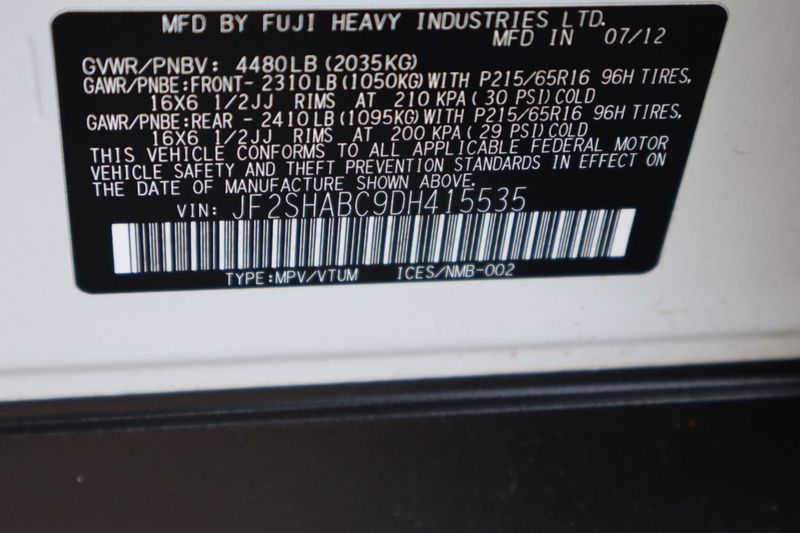 MFD BY FUJI HEAVY INDUSTRIES LTD.
MFD IN 07/12
GVWR/PNBV: 4480LB (2035KG)
GAWR/PNBE:FRONT- 2310LB(1050KG)WITH P215/65R16 96H TIRES,
16X6 1/2JJ RIMS AT 210 KPA(30 PSI)COLD
GAWR/PNBE:REAR - 2410LB(1095KG)WITH P215/65R16 96H TIRES,
16X6 1/2JJ RIMS AT 200 KPA(29 PSI)COLD
THIS VEHICLE CONFORMS TO ALL APPLICABLE FEDERAL MOTOR
VEHICLE SAFETY AND THEFT PREVENTION STANDARDS IN EFFECT ON
THE DATE OF MANUFACTURE SHOWN ABOVE.
VIN: JF2SHABC9DH415535
TYPE:MPV/VTUM ICES/NMB-002